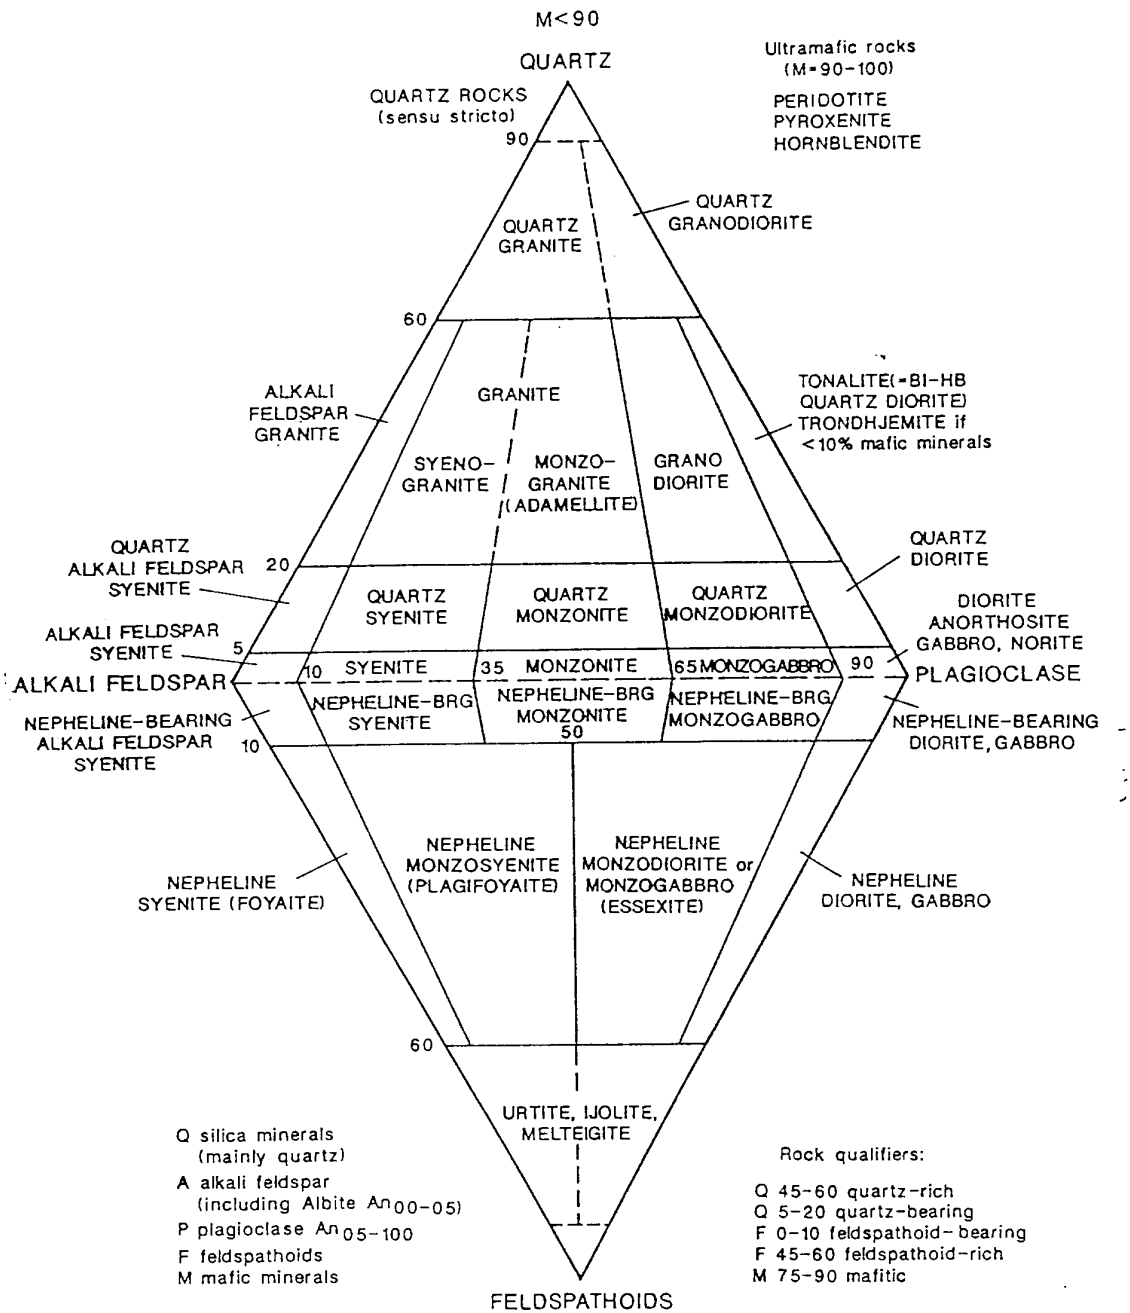 M<90
QUARTZ
Ultramafic rocks
(M=90-100)
PERIDOTITE
PYROXENITE
HORNBLENDITE
QUARTZ ROCKS
(sensu stricto)
90
QUARTZ
GRANODIORITE
QUARTZ
GRANITE
60
ALKALI
FELDSPAR
GRANITE
GRANITE
TONALITE(=BI-HB
QUARTZ DIORITE)
TRONDHJEMITE if
<10% mafic minerals
SYENO-
GRANITE
MONZO-
GRANITE
(ADAMELLITE)
GRANO
DIORITE
QUARTZ
ALKALI FELDSPAR
SYENITE
20
QUARTZ
DIORITE
QUARTZ
SYENITE
QUARTZ
MONZONITE
QUARTZ
MONZODIORITE
DIORITE
ANORTHOSITE
GABBRO, NORITE
ALKALI FELDSPAR
SYENITE
5
10
SYENITE
35
MONZONITE
65
MONZOGABBRO
90
ALKALI FELDSPAR
PLAGIOCLASE
NEPHELINE-BEARING
ALKALI FELDSPAR
SYENITE
10
NEPHELINE-BRG
SYENITE
NEPHELINE-BRG
MONZONITE
50
NEPHELINE-BRG
MONZOGABBRO
NEPHELINE-BEARING
DIORITE, GABBRO
NEPHELINE
SYENITE (FOYAITE)
NEPHELINE
MONZOSYENITE
(PLAGIFOYAITE)
NEPHELINE
MONZODIORITE or
MONZOGABBRO
(ESSEXITE)
NEPHELINE
DIORITE, GABBRO
60
URTITE, IJOLITE,
MELTEIGITE
Q silica minerals
(mainly quartz)
A alkali feldspar
(including Albite An00-05)
P plagioclase An05-100
F feldspathoids
M mafic minerals
Rock qualifiers:
Q 45-60 quartz-rich
Q 5-20 quartz-bearing
F 0-10 feldspathoid-bearing
F 45-60 feldspathoid-rich
M 75-90 mafitic
FELDSPATHOIDS